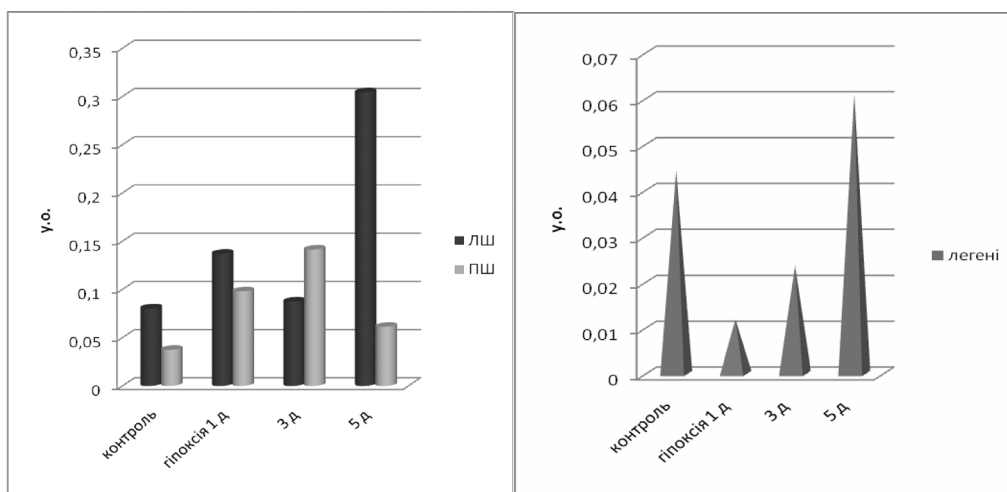 0,35
0,3
0,25
0,2
0,15
0,1
0,05
0
у.о.
контроль
гіпоксія 1 д
3 д
5 д
ЛШ
ПШ
0,07
0,06
0,05
0,04
0,03
0,02
0,01
0
у.о.
контроль
гіпоксія 1 д
3 д
5 д
легені